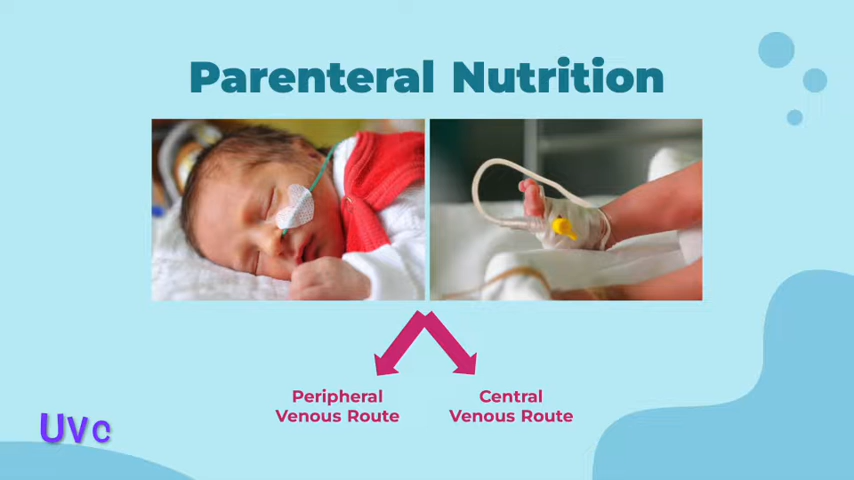 Parenteral Nutrition
Peripheral
Venous Route
Central
Venous Route
UVc